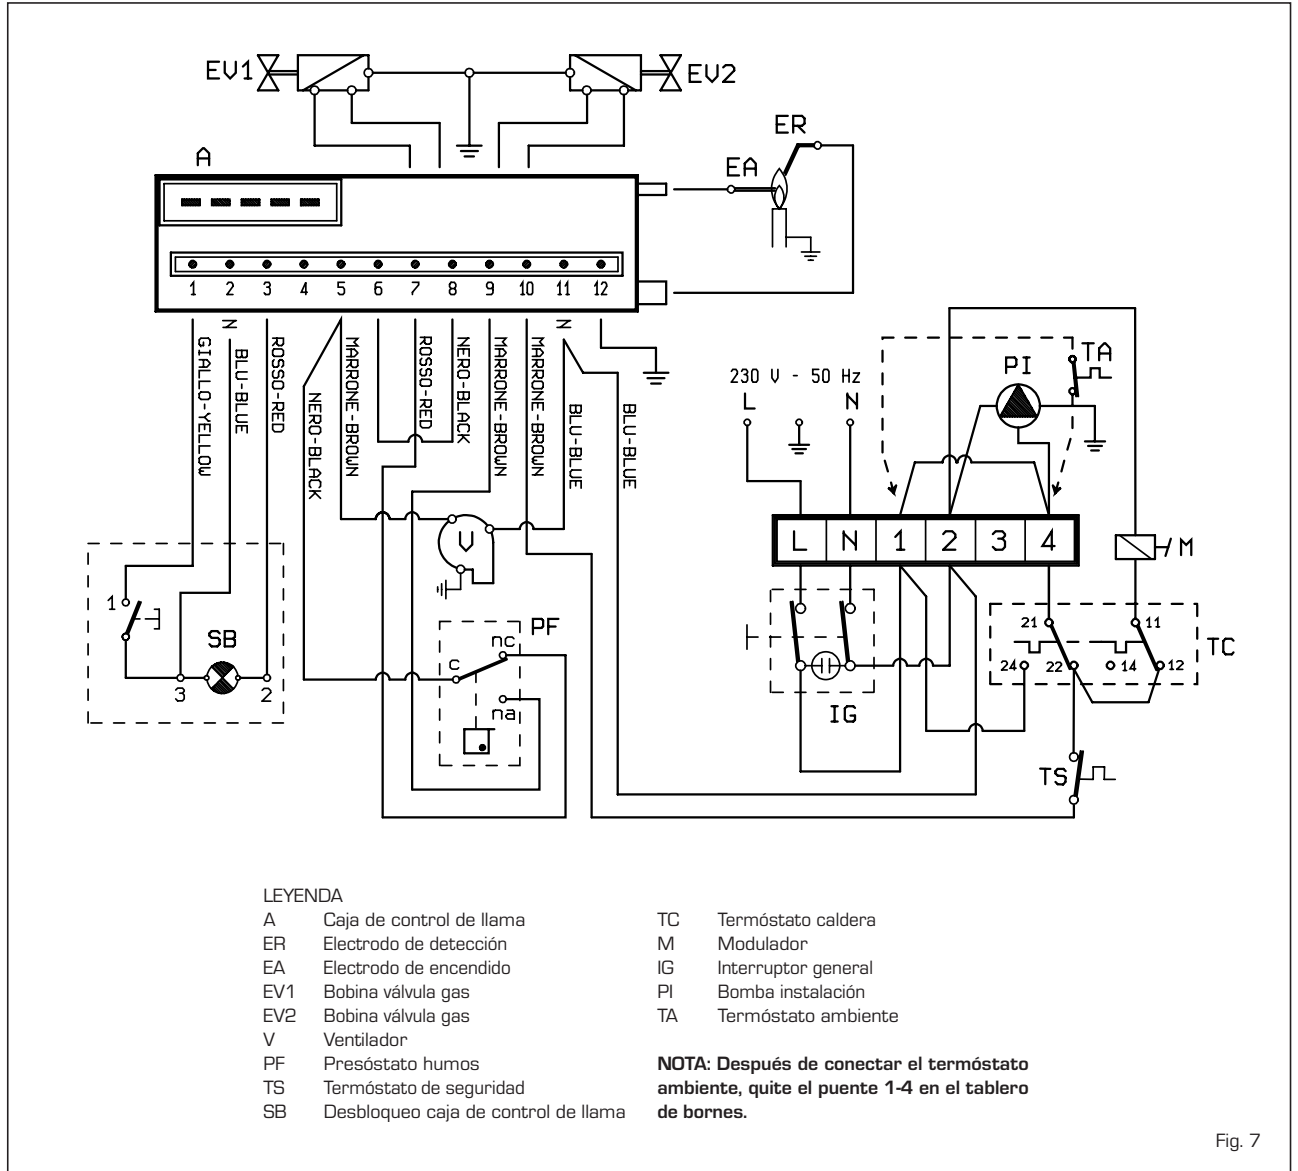 EV1
EV2
A
ER
EA
1 2 3 4 5 6 7 8 9 10 11 12
N
N
GIALLO-YELLOW
BLU-BLUE
ROSSO-RED
NERO-BLACK
MARRONE-BROWN
ROSSO-RED
NERO-BLACK
MARRONE-BROWN
MARRONE-BROWN
BLU-BLUE
BLU-BLUE
230 V - 50 Hz
L
N
PI
TA
V
L N 1 2 3 4
M
1
SB
3
2
PF
c
nc
na
IG
21
11
24
22
14
12
TC
TS
LEYENDA
A Caja de control de llama
ER Electrodo de detección
EA Electrodo de encendido
EV1 Bobina válvula gas
EV2 Bobina válvula gas
V Ventilador
PF Presóstato humos
TS Termóstato de seguridad
SB Desbloqueo caja de control de llama
TC Termóstato caldera
M Modulador
IG Interruptor general
PI Bomba instalación
TA Termóstato ambiente
NOTA: Después de conectar el termóstato
ambiente, quite el puente 1-4 en el tablero
de bornes.
Fig. 7